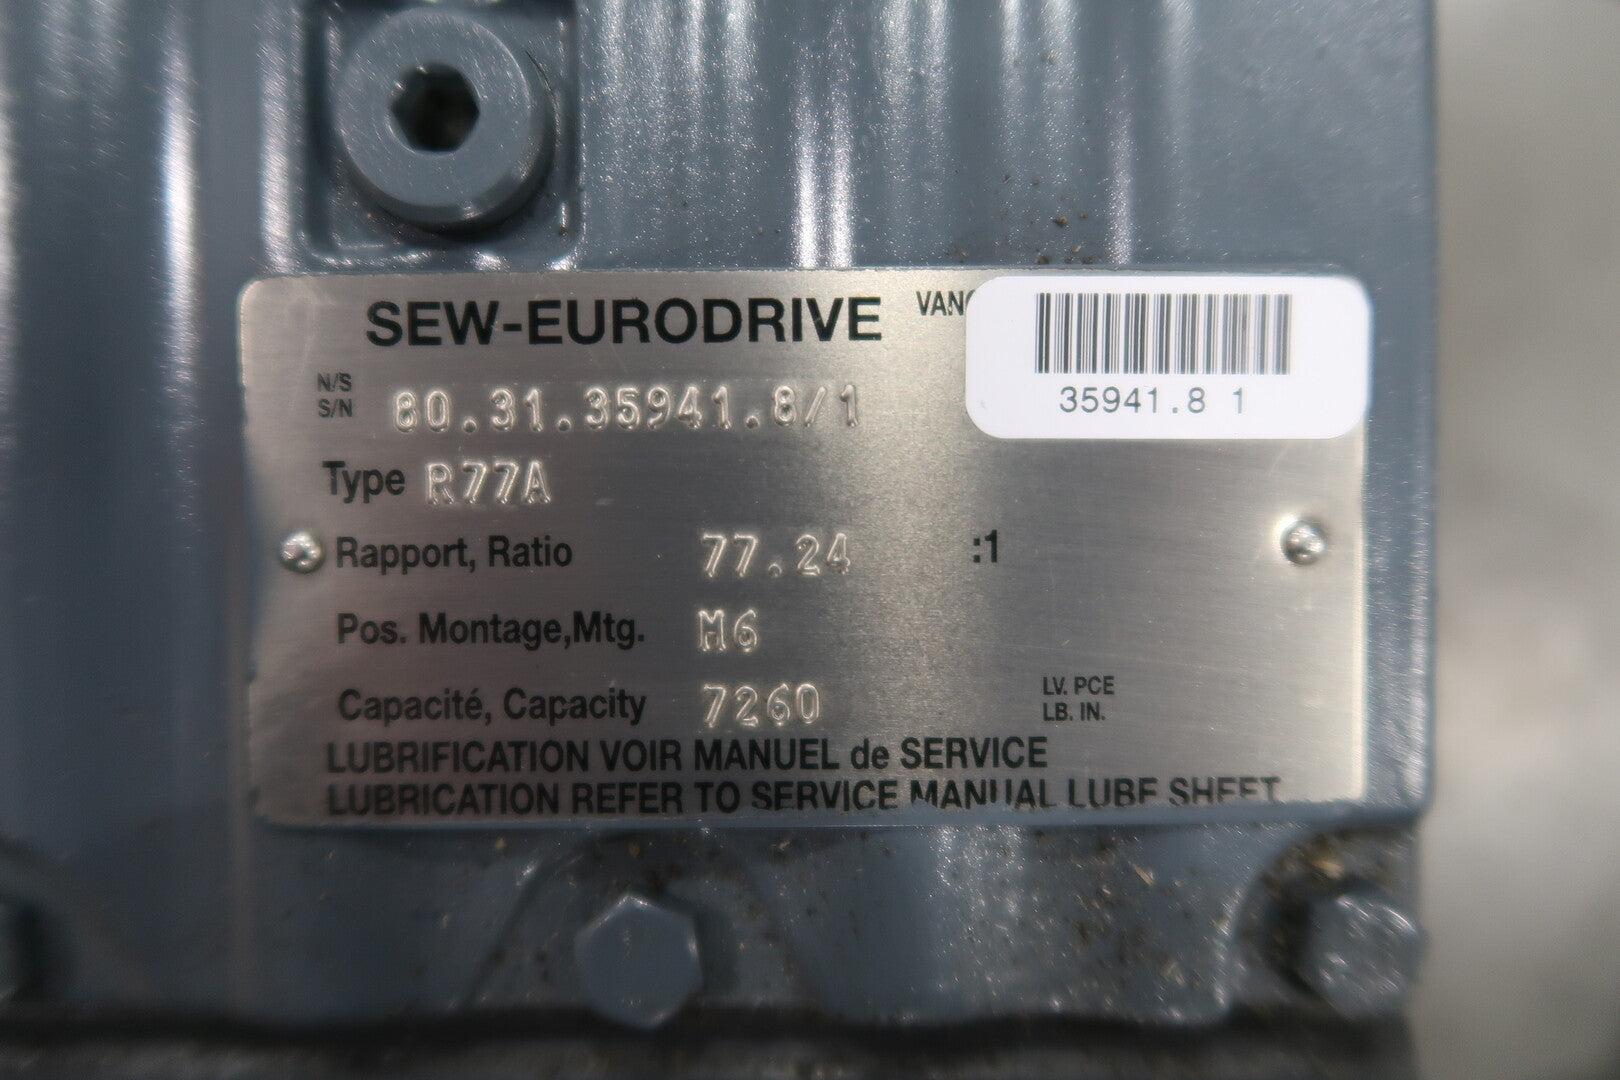 SEW-EURODRIVE
35941.8 1
N/S
S/N 80.31.35941.8/1
Type R77A
Rapport, Ratio 77.24 :1
Pos. Montage,Mtg. M6
Capacité, Capacity 7260 LV. PCE
LB. IN.
LUBRIFICATION VOIR MANUEL de SERVICE
LUBRICATION REFER TO SERVICE MANUAL LUBE SHEET